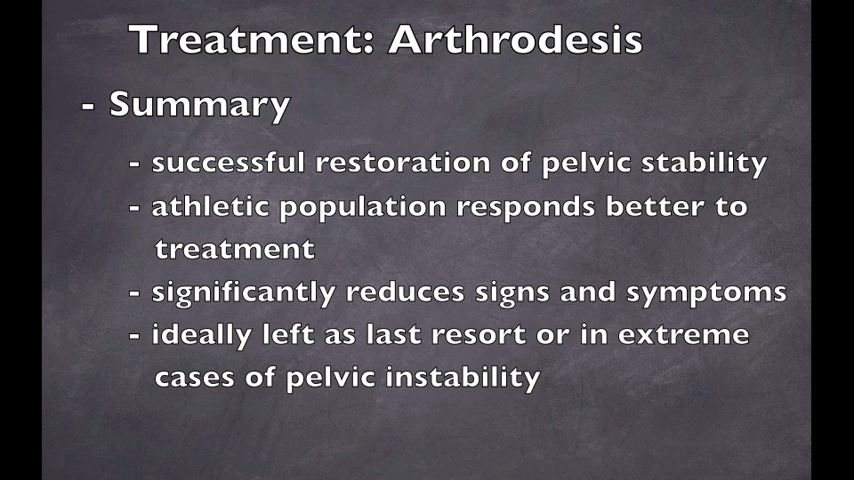 Treatment: Arthrodesis
- Summary
- successful restoration of pelvic stability
- athletic population responds better to
treatment
- significantly reduces signs and symptoms
- ideally left as last resort or in extreme
cases of pelvic instability